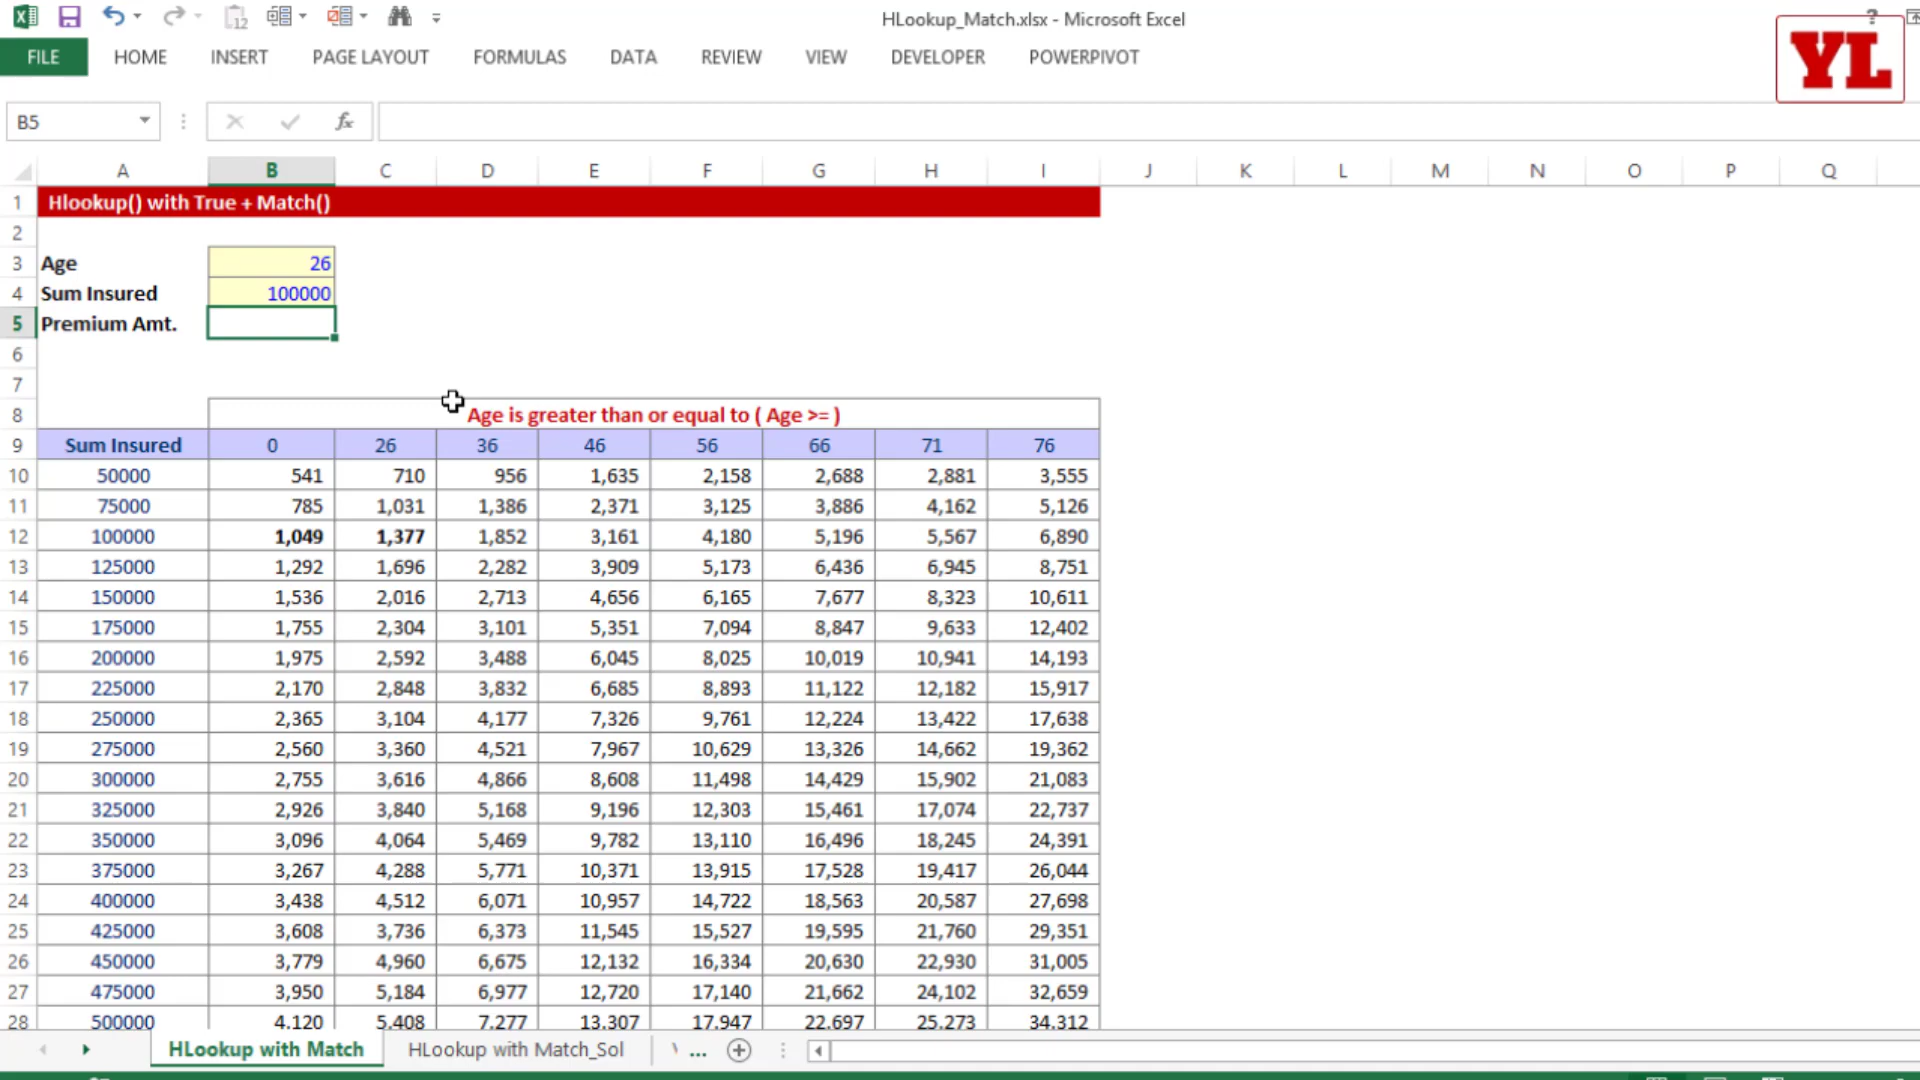 HLookup_Match.xlsx - Microsoft Excel
?
YL
FILE HOME INSERT PAGE LAYOUT FORMULAS DATA REVIEW VIEW DEVELOPER POWERPIVOT
B5 fx
A B C D E F G H I J K L M N O P Q
1 Hlookup() with True + Match()
2
3 Age 26
4 Sum Insured 100000
5 Premium Amt.
6
7
8 Age is greater than or equal to ( Age >= )
9 Sum Insured 0 26 36 46 56 66 71 76
10 50000 541 710 956 1,635 2,158 2,688 2,881 3,555
11 75000 785 1,031 1,386 2,371 3,125 3,886 4,162 5,126
12 100000 1,049 1,377 1,852 3,161 4,180 5,196 5,567 6,890
13 125000 1,292 1,696 2,282 3,909 5,173 6,436 6,945 8,751
14 150000 1,536 2,016 2,713 4,656 6,165 7,677 8,323 10,611
15 175000 1,755 2,304 3,101 5,351 7,094 8,847 9,633 12,402
16 200000 1,975 2,592 3,488 6,045 8,025 10,019 10,941 14,193
17 225000 2,170 2,848 3,832 6,685 8,893 11,122 12,182 15,917
18 250000 2,365 3,104 4,177 7,326 9,761 12,224 13,422 17,638
19 275000 2,560 3,360 4,521 7,967 10,629 13,326 14,662 19,362
20 300000 2,755 3,616 4,866 8,608 11,498 14,429 15,902 21,083
21 325000 2,926 3,840 5,168 9,196 12,303 15,461 17,074 22,737
22 350000 3,096 4,064 5,469 9,782 13,110 16,496 18,245 24,391
23 375000 3,267 4,288 5,771 10,371 13,915 17,528 19,417 26,044
24 400000 3,438 4,512 6,071 10,957 14,722 18,563 20,587 27,698
25 425000 3,608 3,736 6,373 11,545 15,527 19,595 21,760 29,351
26 450000 3,779 4,960 6,675 12,132 16,334 20,630 22,930 31,005
27 475000 3,950 5,184 6,977 12,720 17,140 21,662 24,102 32,659
28 500000 4,120 5,408 7,277 13,307 17,947 22,697 25,273 34,312
HLookup with Match HLookup with Match_Sol ...